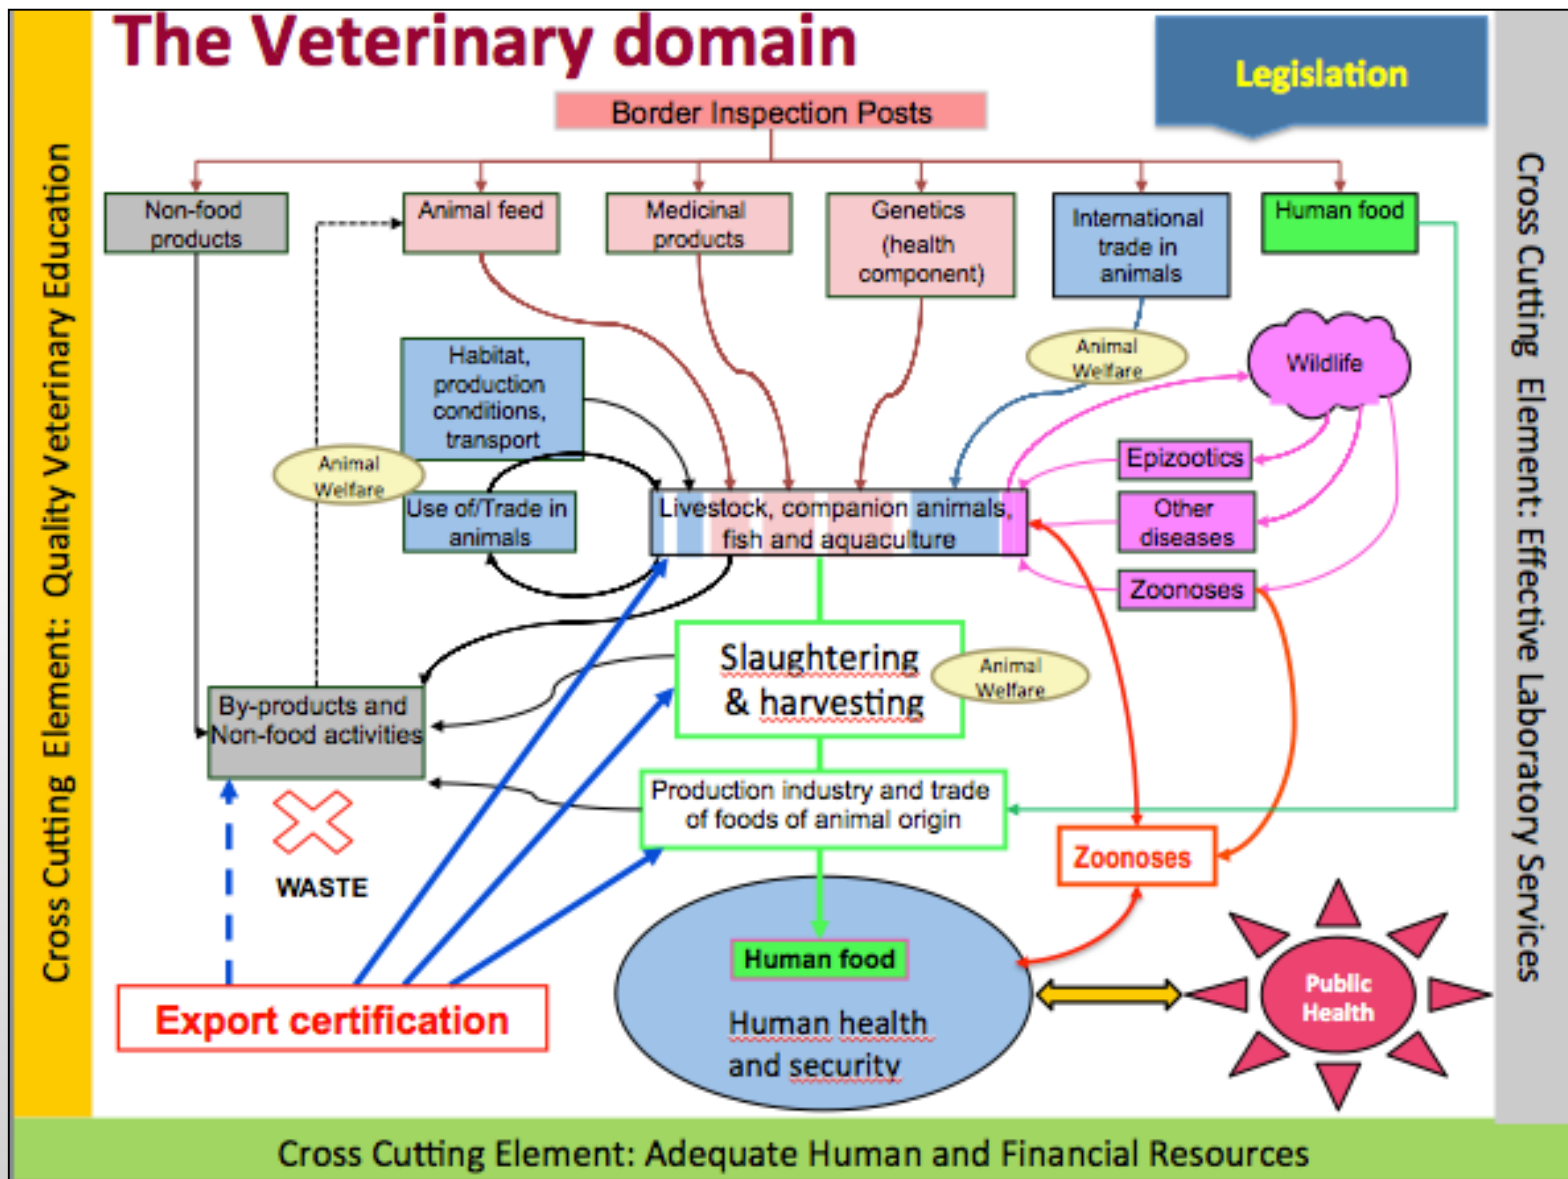 The Veterinary domain
Legislation
Border Inspection Posts
Non-food
products
Animal feed
Medicinal
products
Genetics
(health
component)
International
trade in
animals
Human food
Habitat,
production
conditions,
transport
Animal
Welfare
Wildlife
Animal
Welfare
Use of/Trade in
animals
Livestock, companion animals,
fish and aquaculture
Epizootics
Other
diseases
Zoonoses
Slaughtering
& harvesting
Animal
Welfare
By-products and
Non-food activities
Production industry and trade
of foods of animal origin
WASTE
Zoonoses
Export certification
Human food
Human health
and security
Public
Health
Cross Cutting Element: Quality Veterinary Education
Cross Cutting Element: Effective Laboratory Services
Cross Cutting Element: Adequate Human and Financial Resources